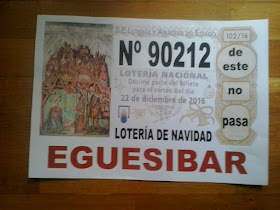 S.E. Loterías y Apuestas del Estado
102/16
Nº 90212
LOTERÍA NACIONAL
Décima parte del billete
para el sorteo del día
22 de diciembre de 2016
LOTERÍA DE NAVIDAD
de
este
no
pasa
EGUESIBAR